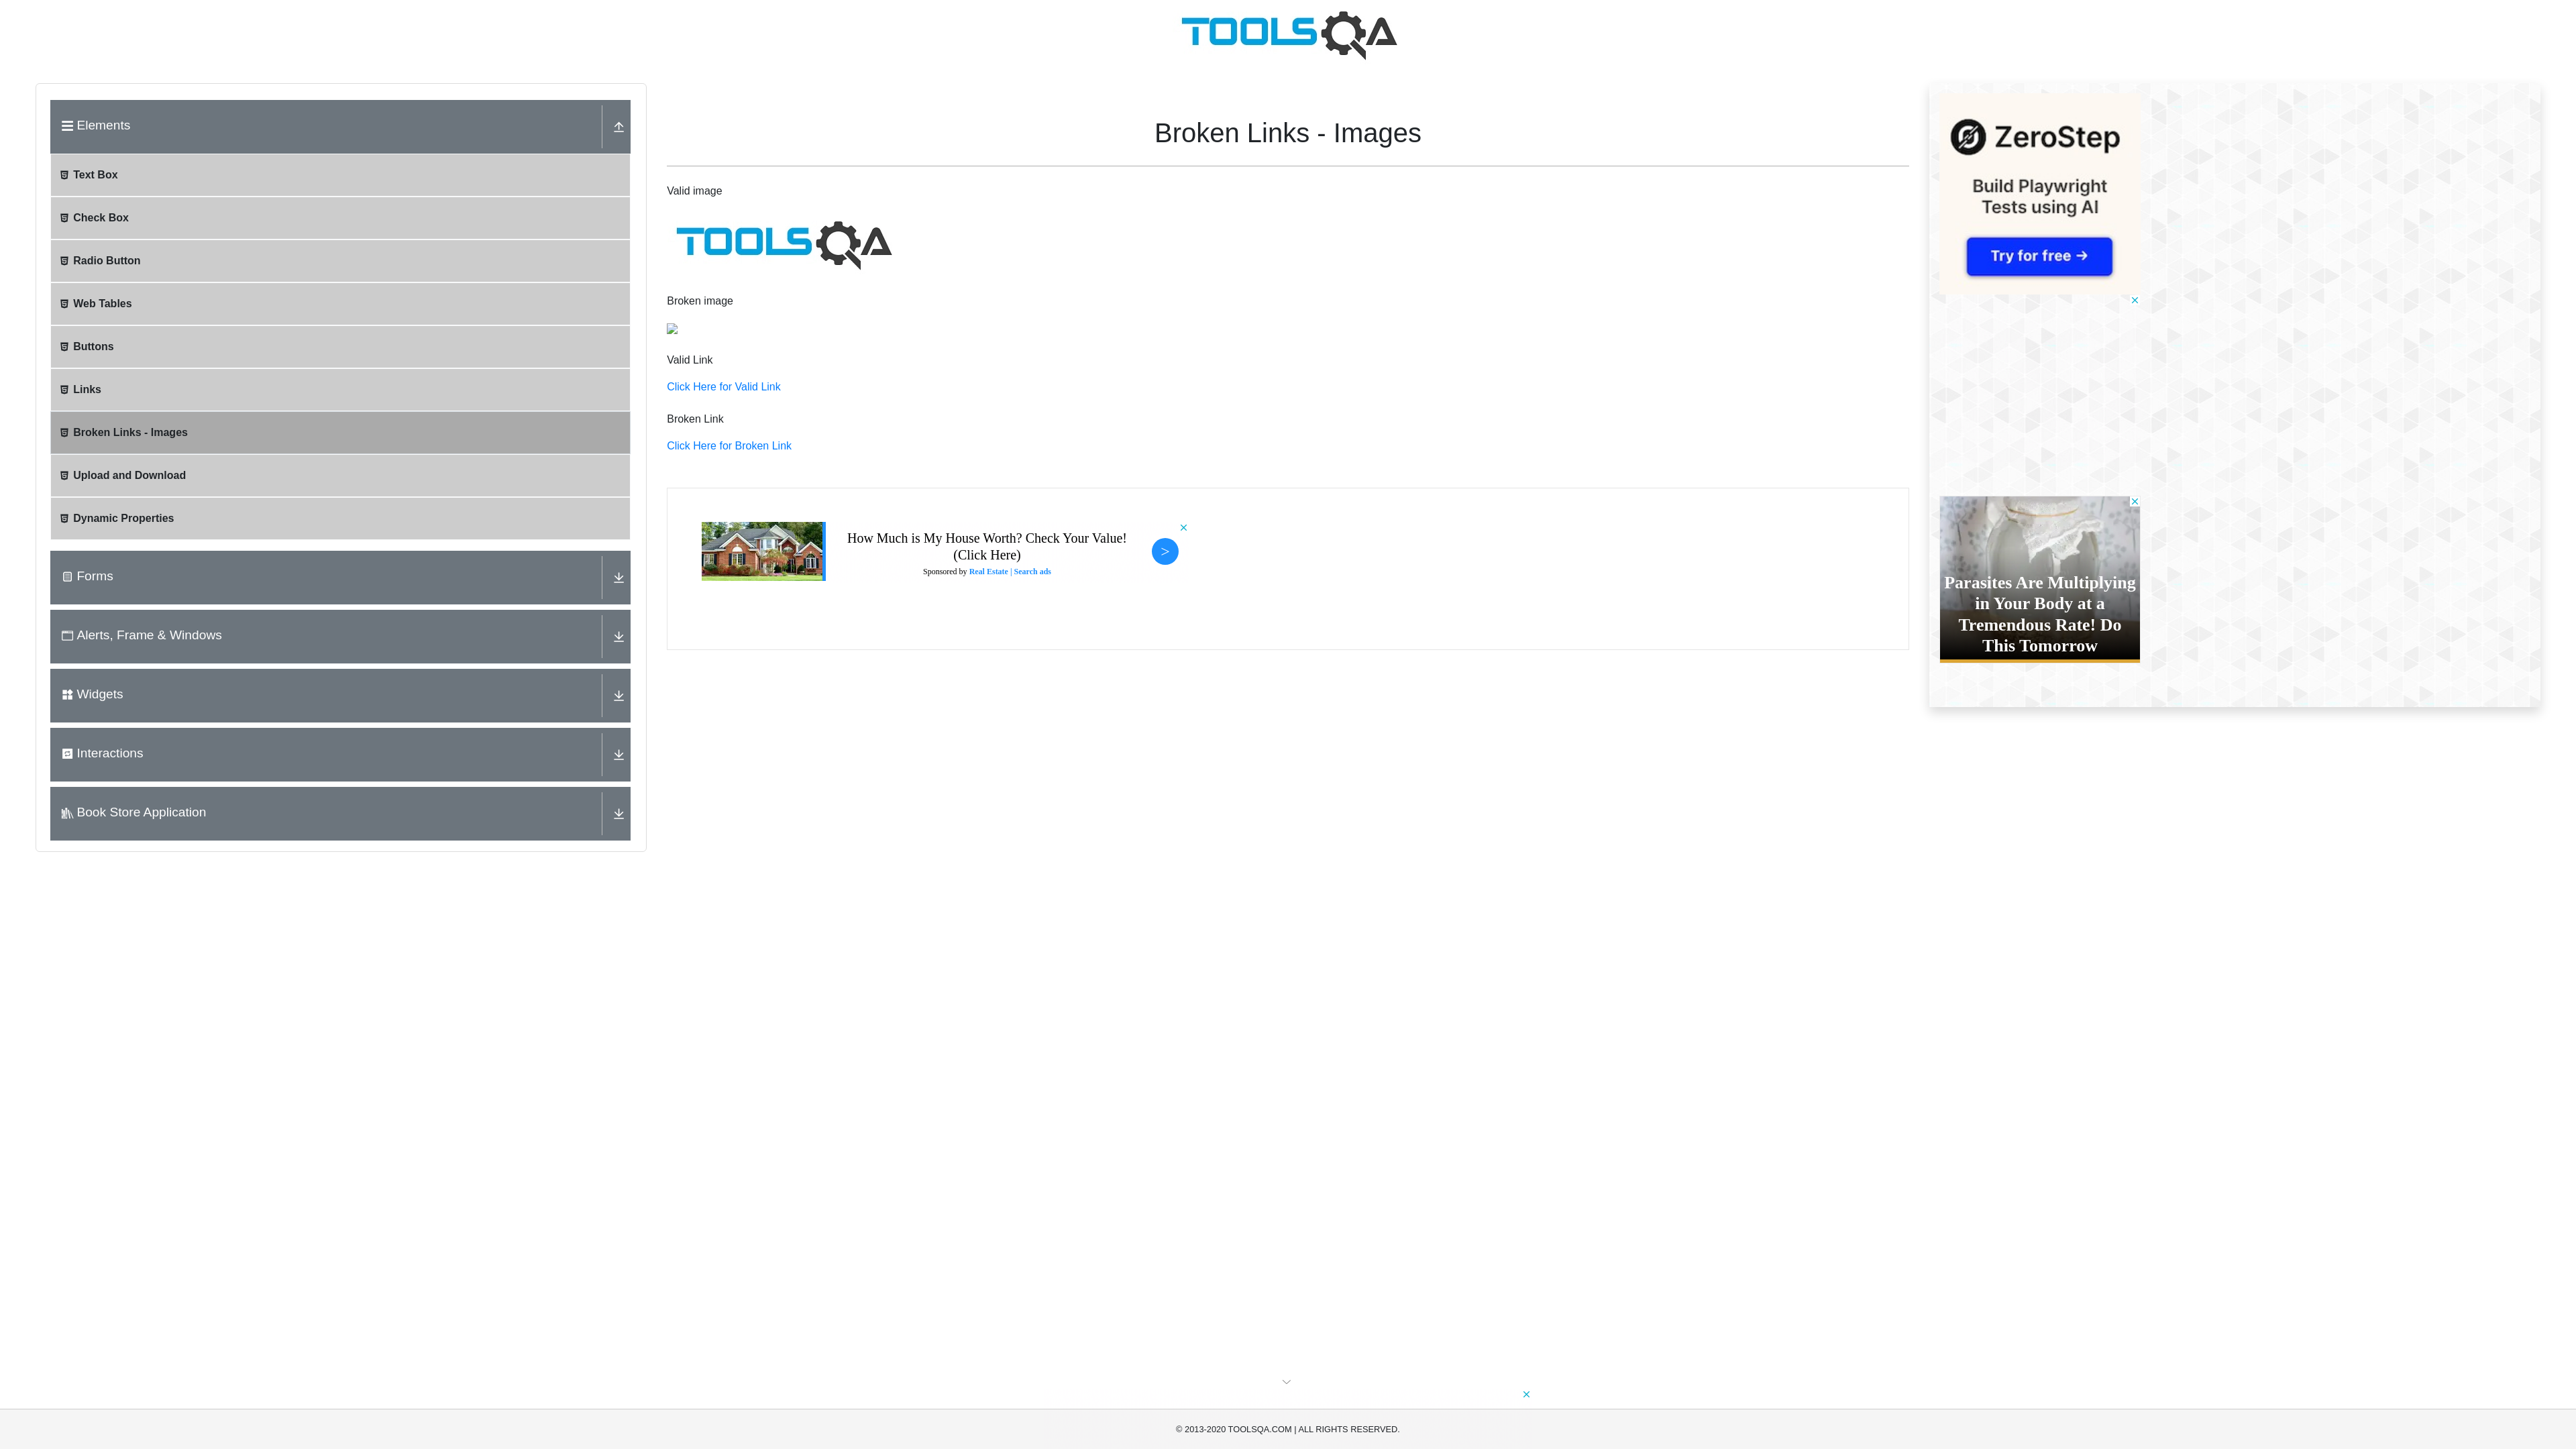 TOOLSQA
Elements
Text Box
Check Box
Radio Button
Web Tables
Buttons
Links
Broken Links - Images
Upload and Download
Dynamic Properties
Forms
Alerts, Frame & Windows
Widgets
Interactions
Book Store Application
Broken Links - Images
Valid image
TOOLSQA
Broken image
Valid Link
Click Here for Valid Link
Broken Link
Click Here for Broken Link
How Much is My House Worth? Check Your Value!
(Click Here)
Sponsored by Real Estate | Search ads
>
ZeroStep
Build Playwright
Tests using AI
Try for free →
Parasites Are Multiplying
in Your Body at a
Tremendous Rate! Do
This Tomorrow
© 2013-2020 TOOLSQA.COM | ALL RIGHTS RESERVED.